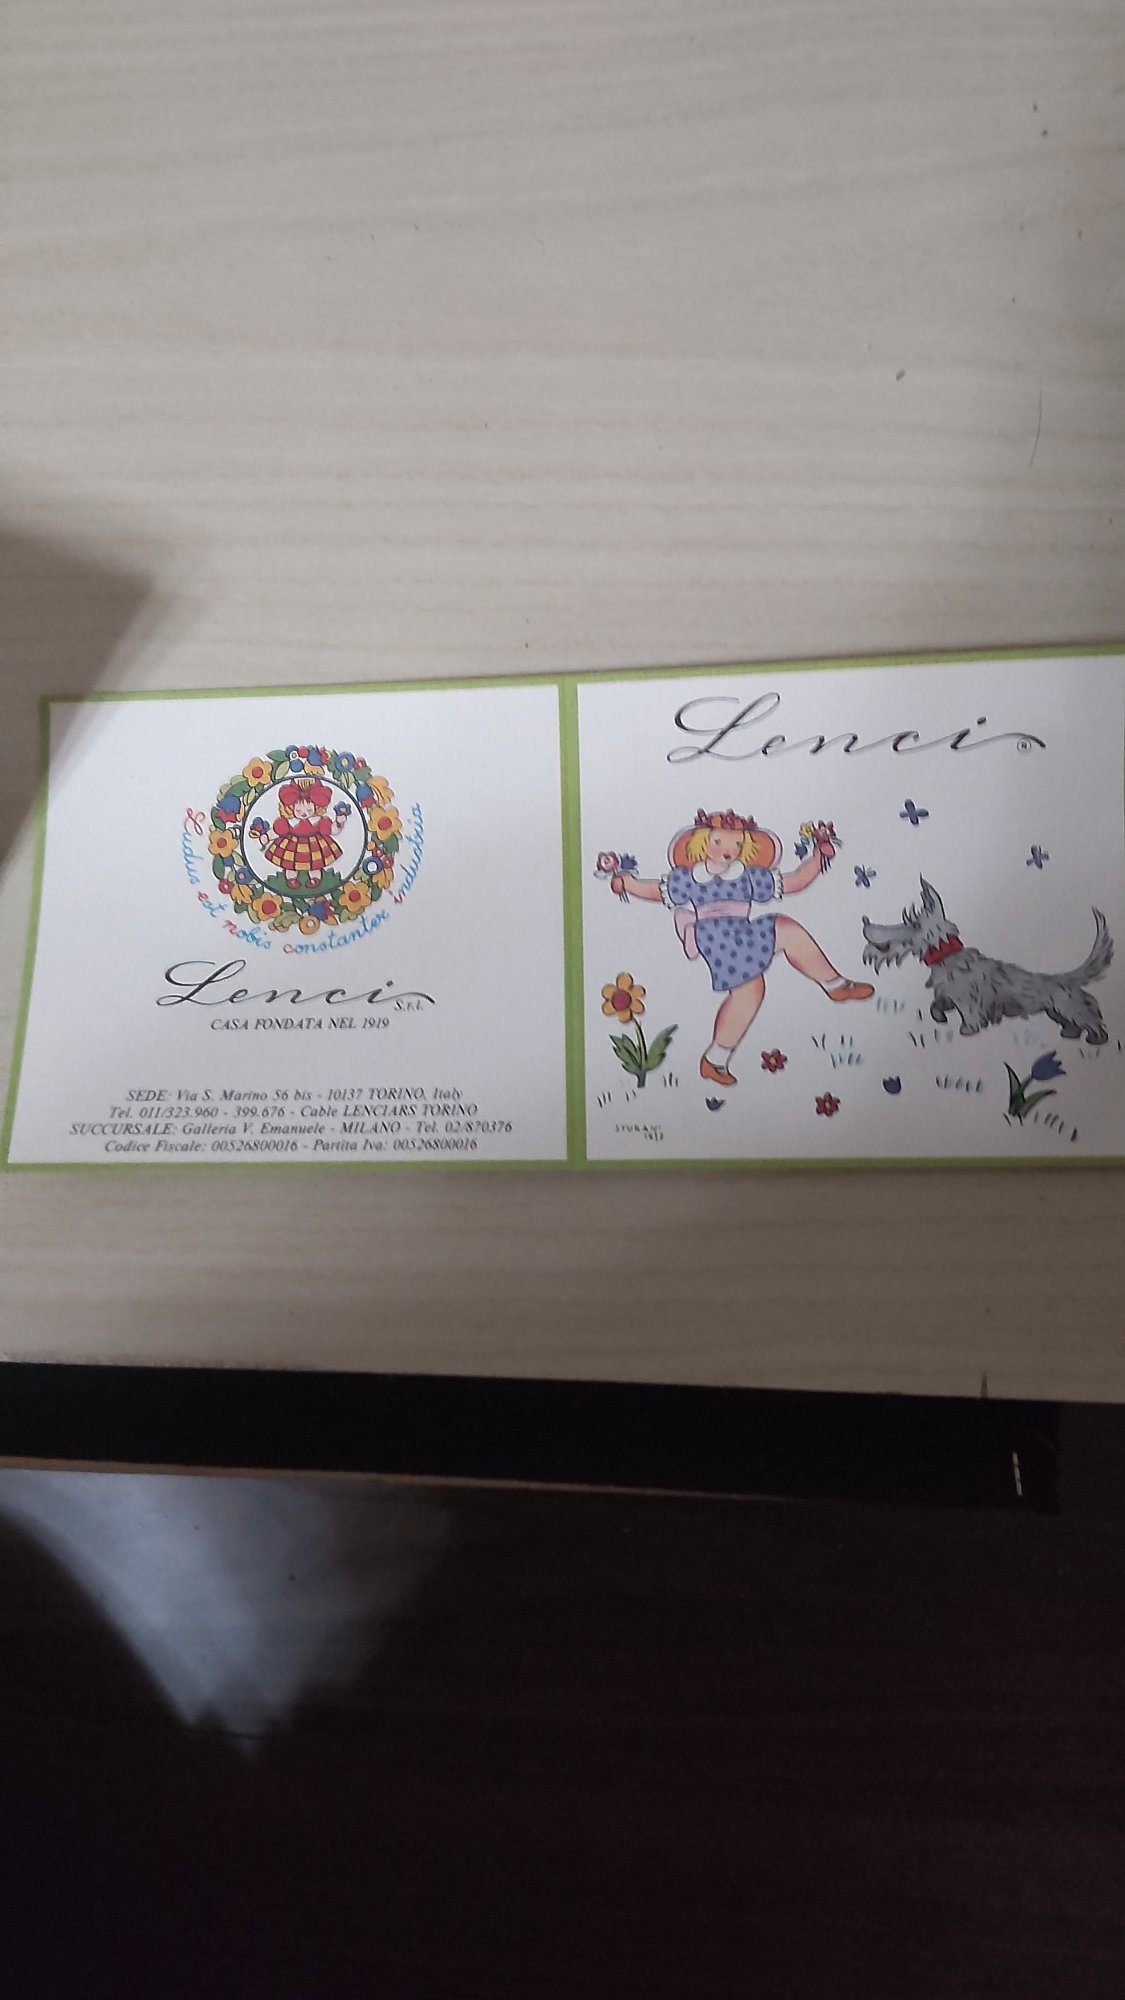 Ludus est nobis constanter industria
Lenci S.r.l.
CASA FONDATA NEL 1919
SEDE: Via S. Marino 56 bis - 10137 TORINO, Italy
Tel. 011/323.960 - 399.676 - Cable LENCIARS TORINO
SUCCURSALE: Galleria V. Emanuele - MILANO - Tel. 02/870376
Codice Fiscale: 00526800016 - Partita Iva: 00526800016
Lenci ®
STURANI